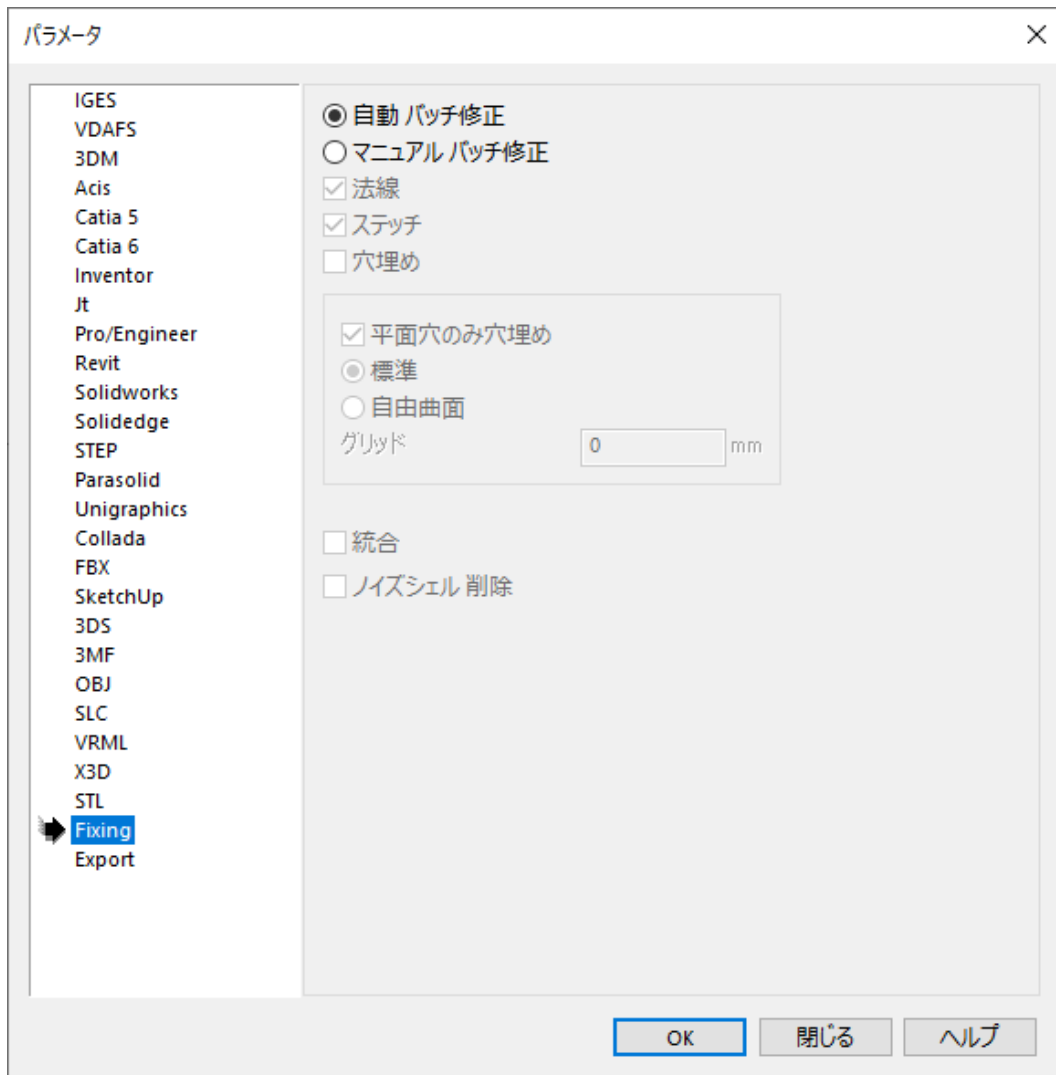 パラメータ
IGES
VDAFS
3DM
Acis
Catia 5
Catia 6
Inventor
Jt
Pro/Engineer
Revit
Solidworks
Solidedge
STEP
Parasolid
Unigraphics
Collada
FBX
SketchUp
3DS
3MF
OBJ
SLC
VRML
X3D
STL
Fixing
Export
自動 バッチ修正
マニュアル バッチ修正
法線
ステッチ
穴埋め
平面穴のみ穴埋め
標準
自由曲面
グリッド 0 mm
統合
ノイズシェル 削除
OK 閉じる ヘルプ